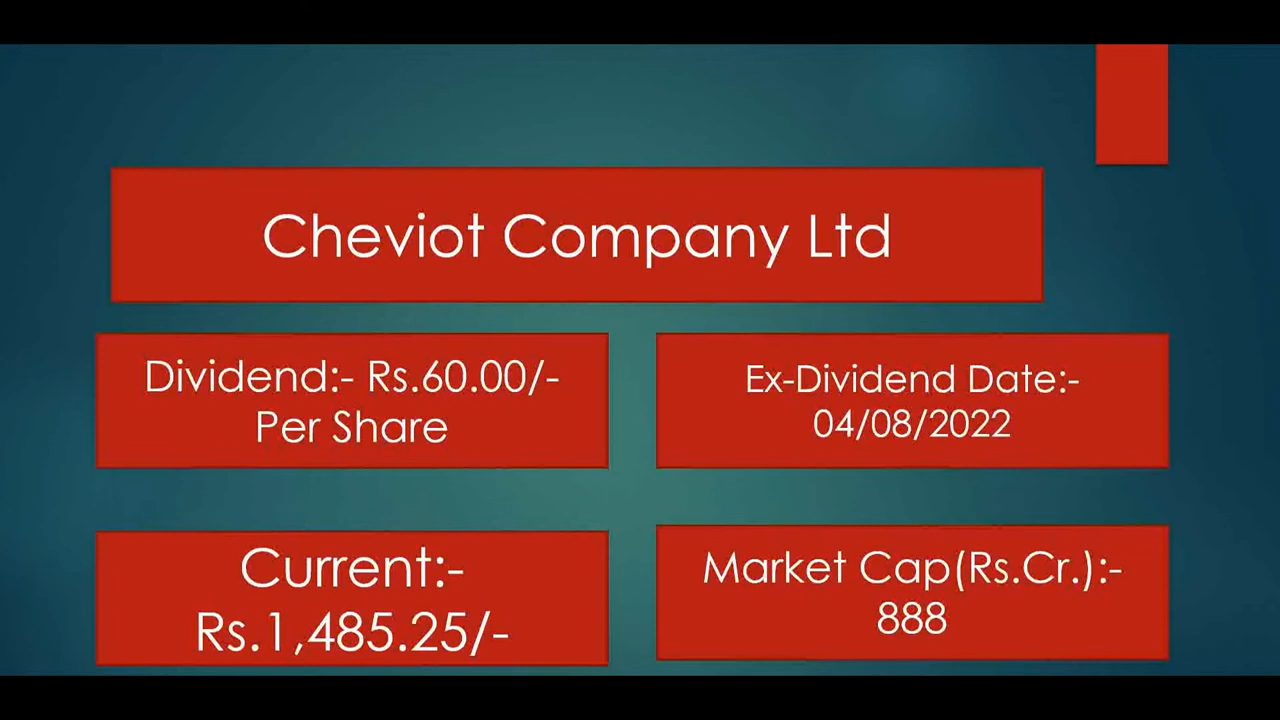 Cheviot Company Ltd
Dividend:- Rs.60.00/-
Per Share
Ex-Dividend Date:-
04/08/2022
Current:-
Rs.1,485.25/-
Market Cap(Rs.Cr.):-
888